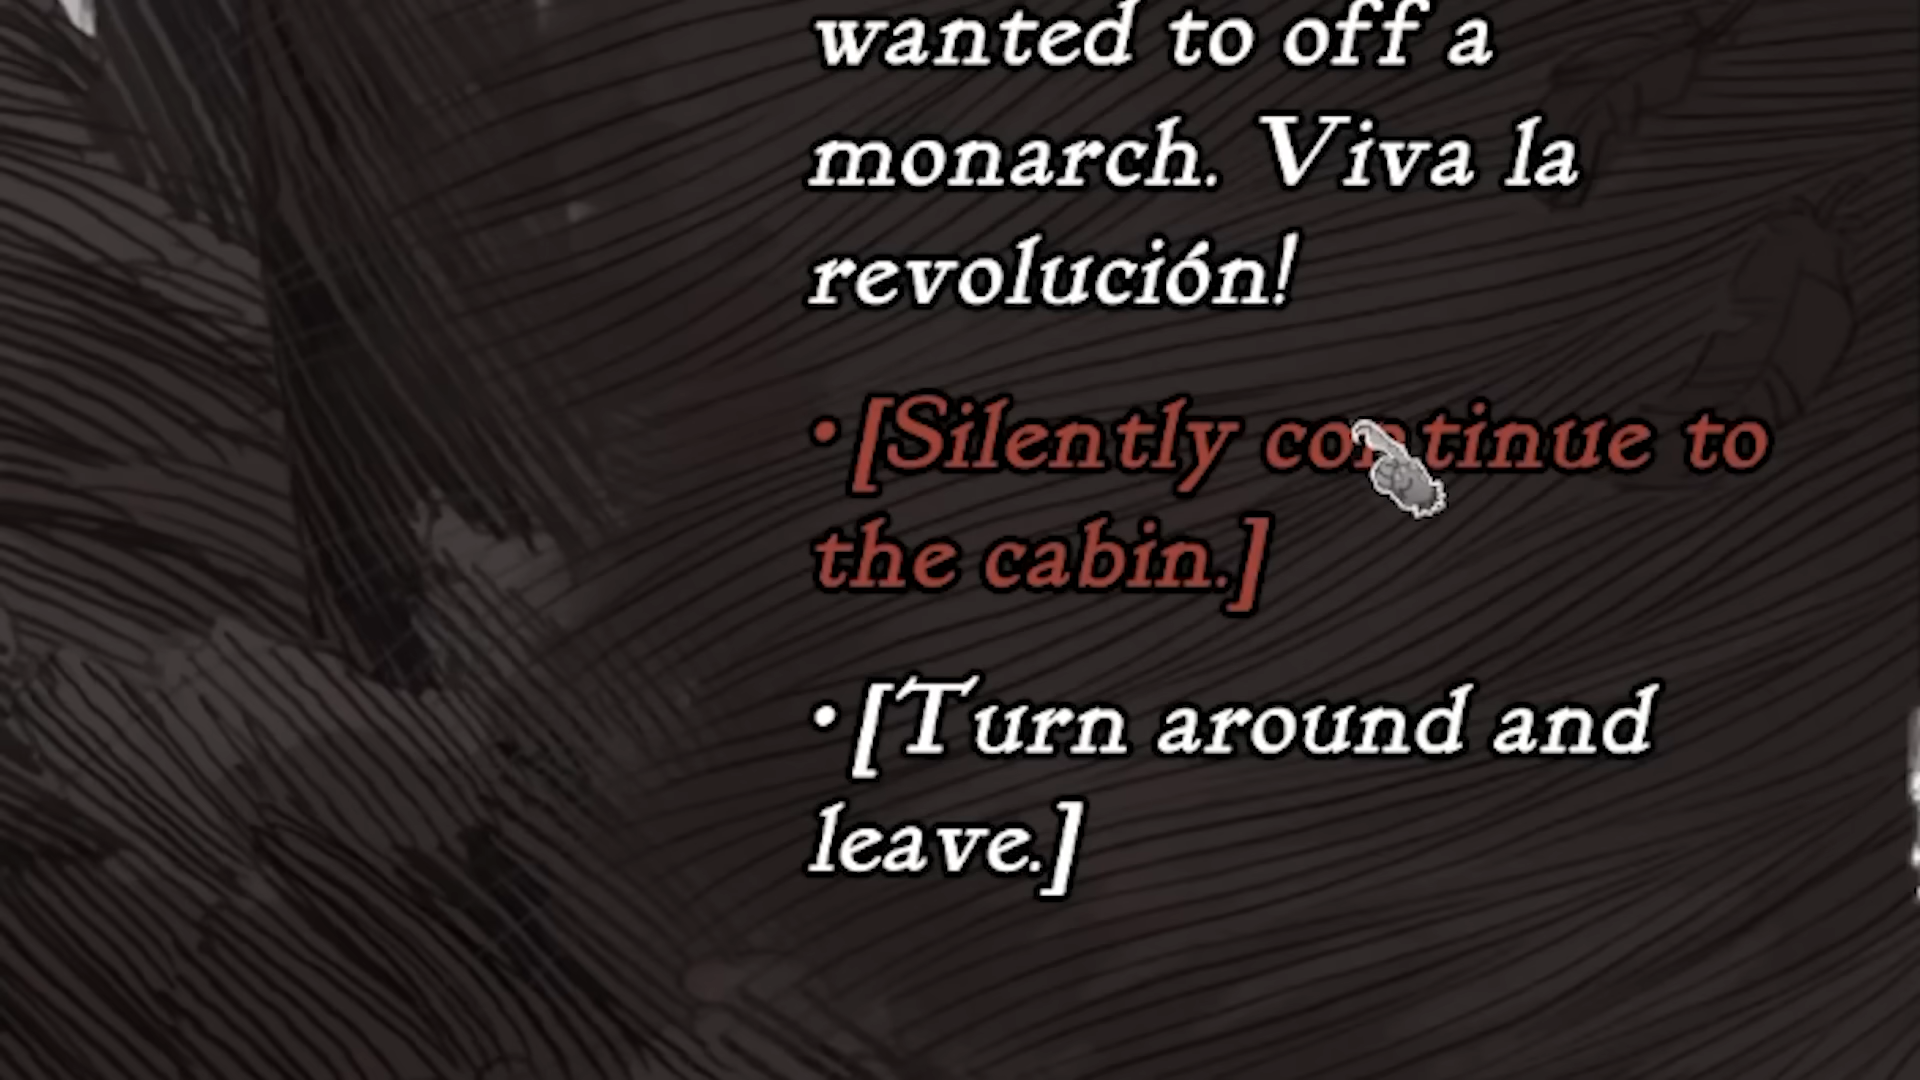 wanted to off a
monarch. Viva la
revolución!
• [Silently continue to
the cabin.]
• [Turn around and
leave.]